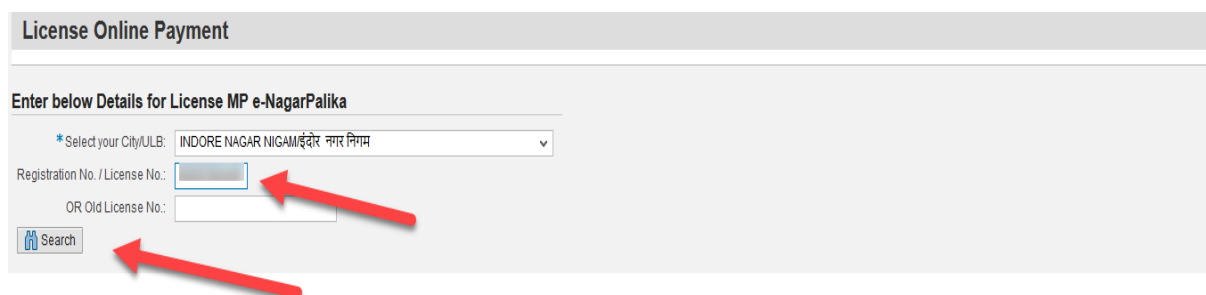 License Online Payment
Enter below Details for License MP e-NagarPalika
* Select your City/ULB: INDORE NAGAR NIGAM/इंदोर नगर निगम
Registration No. / License No.:
OR Old License No.:
Search